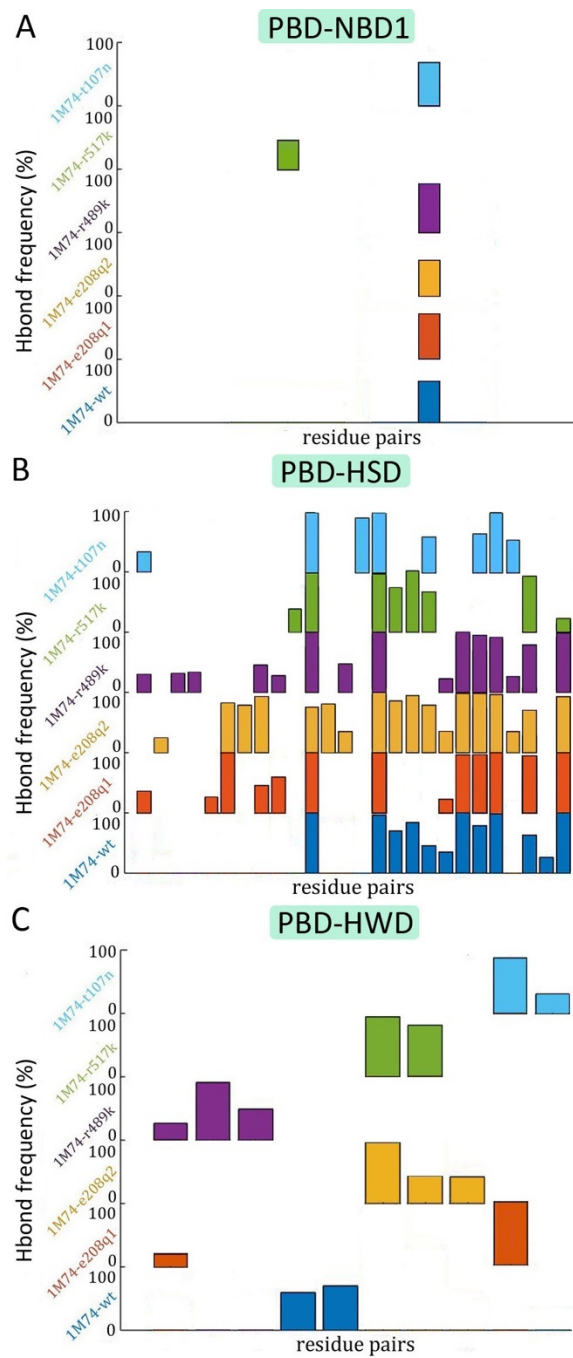 A
PBD-NBD1
Hbond frequency (%)
100
1M74-t107n
0
100
1M74-r517k
0
100
1M74-r489k
0
100
1M74-e208q2
0
100
1M74-e208q1
0
100
1M74-wt
0
residue pairs
B
PBD-HSD
Hbond frequency (%)
100
1M74-t107n
0
100
1M74-r517k
0
100
1M74-r489k
0
100
1M74-e208q2
0
100
1M74-e208q1
0
100
1M74-wt
0
residue pairs
C
PBD-HWD
Hbond frequency (%)
100
1M74-t107n
0
100
1M74-r517k
0
100
1M74-r489k
0
100
1M74-e208q2
0
100
1M74-e208q1
0
100
1M74-wt
0
residue pairs